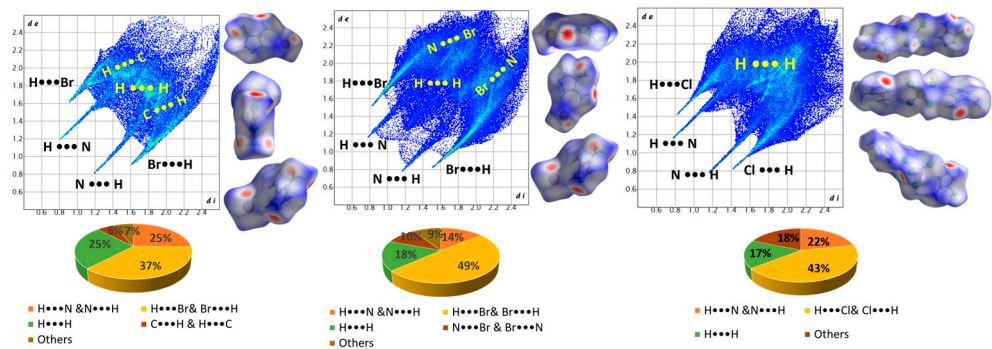 d e
2.4
2.2
2.0
1.8
1.6
1.4
1.2
1.0
0.8
0.6
0.6 0.8 1.0 1.2 1.4 1.6 1.8 2.0 2.2 2.4
d i
H●●●C
H●●●Br
H●●●H
C●●●H
H●●●N
Br●●●H
N●●●H
6% 7% 25%
25%
37%
H●●●N &N●●●H
H●●●Br& Br●●●H
H●●●H
C●●●H & H●●●C
Others
d e
2.4
2.2
2.0
1.8
1.6
1.4
1.2
1.0
0.8
0.6
0.6 0.8 1.0 1.2 1.4 1.6 1.8 2.0 2.2 2.4
d i
N●●●Br
H●●●Br
H●●●H
Br●●●N
H●●●N
N●●●H
Br●●●H
10% 9% 14%
18%
49%
H●●●N &N●●●H
H●●●Br& Br●●●H
H●●●H
N●●●Br & Br●●●N
Others
d e
2.4
2.2
2.0
1.8
1.6
1.4
1.2
1.0
0.8
0.6
0.6 0.8 1.0 1.2 1.4 1.6 1.8 2.0 2.2 2.4
d i
H●●●H
H●●●Cl
H●●●N
N●●●H
Cl●●●H
18% 22%
17%
43%
H●●●N &N●●●H
H●●●Cl& Cl●●●H
H●●●H
Others